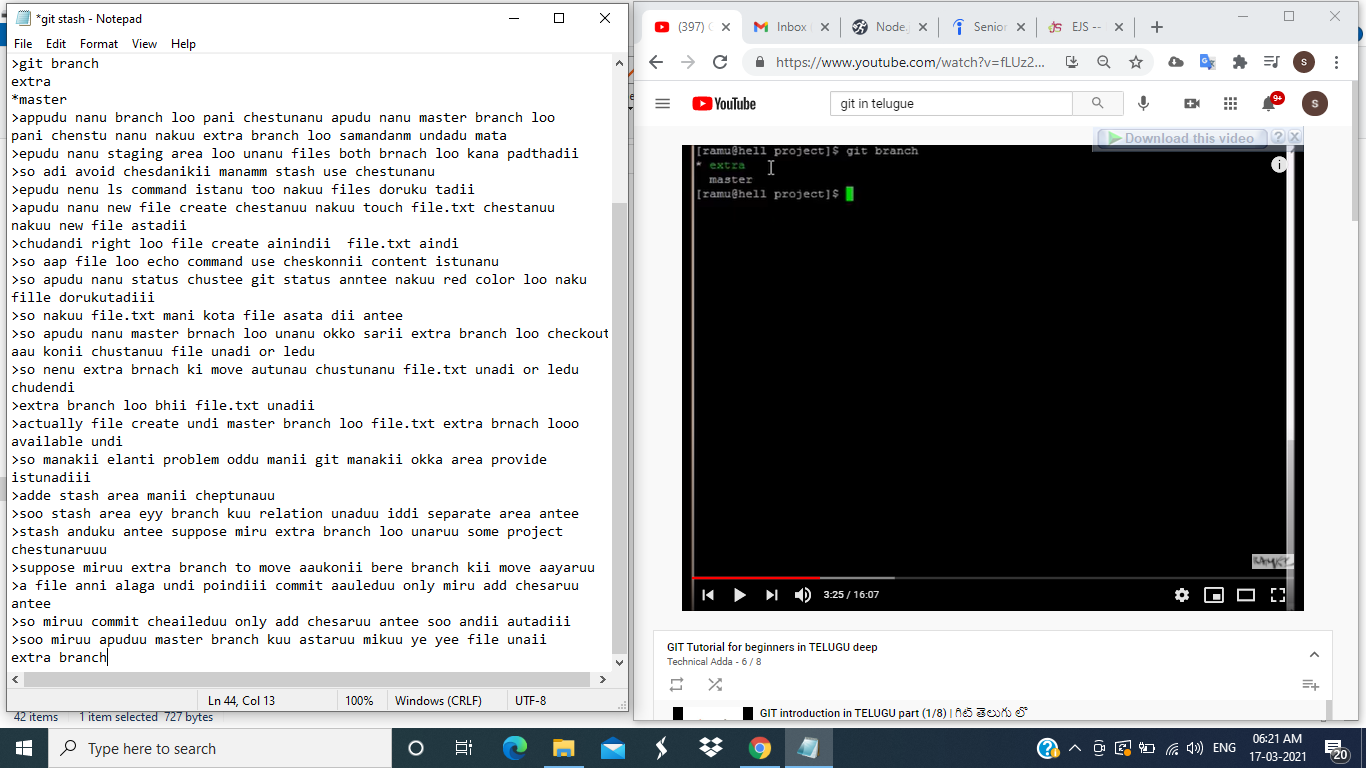 *git stash - Notepad
File Edit Format View Help
>git branch
extra
*master
>appudu nanu branch loo pani chestunanu apudu nanu master branch loo
pani chenstu nanu nakuu extra branch loo samandanm undadu mata
>epudu nanu staging area loo unanu files both brnach loo kana padthadii
>so adi avoid chesdanikii manamm stash use chestunanu
>epudu nenu ls command istanu too nakuu files doruku tadii
>apudu nanu new file create chestanuu nakuu touch file.txt chestanuu
nakuu new file astadii
>chudandi right loo file create ainindii  file.txt aindi
>so aap file loo echo command use cheskonnii content istunanu
>so apudu nanu status chustee git status anntee nakuu red color loo naku
fille dorukutadiii
>so nakuu file.txt mani kota file asata dii antee
>so apudu nanu master brnach loo unanu okko sarii extra branch loo checkout
aau konii chustanuu file unadi or ledu
>so nenu extra brnach ki move autunau chustunanu file.txt unadi or ledu
chudendi
>extra branch loo bhii file.txt unadii
>actually file create undi master branch loo file.txt extra brnach looo
available undi
>so manakii elanti problem oddu manii git manakii okka area provide
istunadiii
>adde stash area manii cheptunauu
>soo stash area eyy branch kuu relation unaduu iddi separate area antee
>stash anduku antee suppose miru extra branch loo unaruu some project
chestunaruuu
>suppose miruu extra branch to move aaukonii bere branch kii move aayaruu
>a file anni alaga undi poindiii commit aauleduu only miru add chesaruu
antee
>so miruu commit cheaileduu only add chesaruu antee soo andii autadiii
>soo miruu apuduu master branch kuu astaruu mikuu ye yee file unaii
extra branch
Ln 44, Col 13 100% Windows (CRLF) UTF-8
42 items 1 item selected 727 bytes
(397) Inbox Node. Senio EJS --
https://www.youtube.com/watch?v=fLUz2...
S
YouTube
git in telugue
9+
S
Download this video ? X
[ramu@hell project]$ git branch
* extra
master
[ramu@hell project]$
3:25 / 16:07
GIT Tutorial for beginners in TELUGU deep
Technical Adda - 6 / 8
GIT introduction in TELUGU part (1/8) | గిట్ తెలుగు లో
Type here to search
ENG
06:21 AM
17-03-2021
20